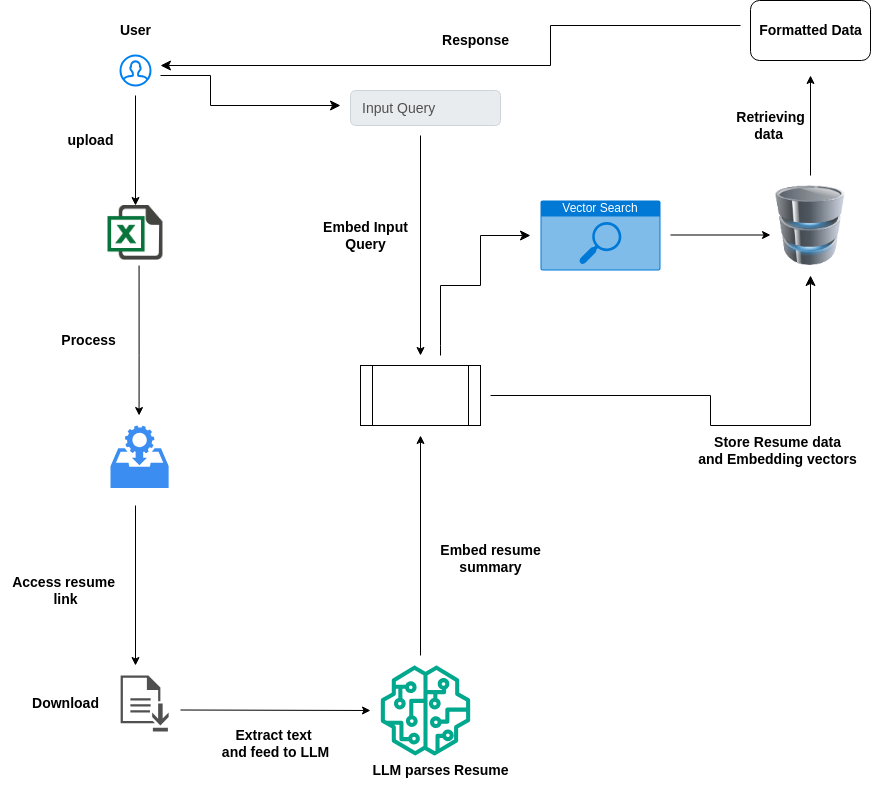 User
Response
Formatted Data
Input Query
upload
Retrieving
data
Vector Search
Embed Input
Query
Process
Store Resume data
and Embedding vectors
Embed resume
summary
Access resume
link
Download
Extract text
and feed to LLM
LLM parses Resume